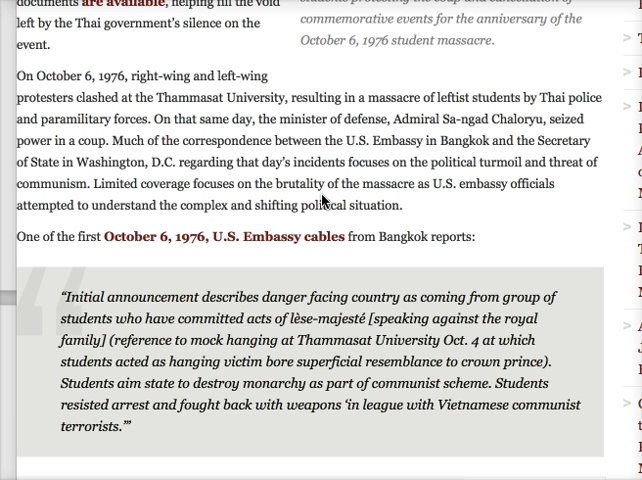 documents are available, helping fill the void
left by the Thai government's silence on the
event.
students protesting the coup and cancellation of
commemorative events for the anniversary of the
October 6, 1976 student massacre.
On October 6, 1976, right-wing and left-wing
protesters clashed at the Thammasat University, resulting in a massacre of leftist students by Thai police
and paramilitary forces. On that same day, the minister of defense, Admiral Sa-ngad Chaloryu, seized
power in a coup. Much of the correspondence between the U.S. Embassy in Bangkok and the Secretary
of State in Washington, D.C. regarding that day's incidents focuses on the political turmoil and threat of
communism. Limited coverage focuses on the brutality of the massacre as U.S. embassy officials
attempted to understand the complex and shifting political situation.
One of the first October 6, 1976, U.S. Embassy cables from Bangkok reports:
“Initial announcement describes danger facing country as coming from group of
students who have committed acts of lèse-majesté [speaking against the royal
family] (reference to mock hanging at Thammasat University Oct. 4 at which
students acted as hanging victim bore superficial resemblance to crown prince).
Students aim state to destroy monarchy as part of communist scheme. Students
resisted arrest and fought back with weapons ‘in league with Vietnamese communist
terrorists.’”